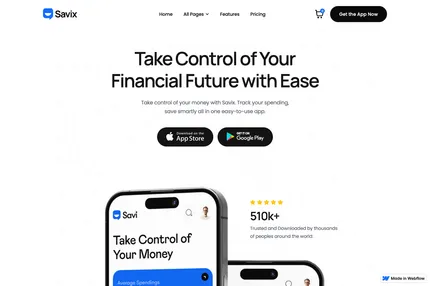 Savix
Home
All Pages
Features
Pricing
Get the App Now
Take Control of Your
Financial Future with Ease
Take control of your money with Savix. Track your spending,
save smartly all in one easy-to-use app.
Download on the
App Store
GET IT ON
Google Play
510k+
Trusted and Downloaded by thousands
of peoples around the world.
Savi
Take Control of
Your Money
Average Spendings
Made in Webflow